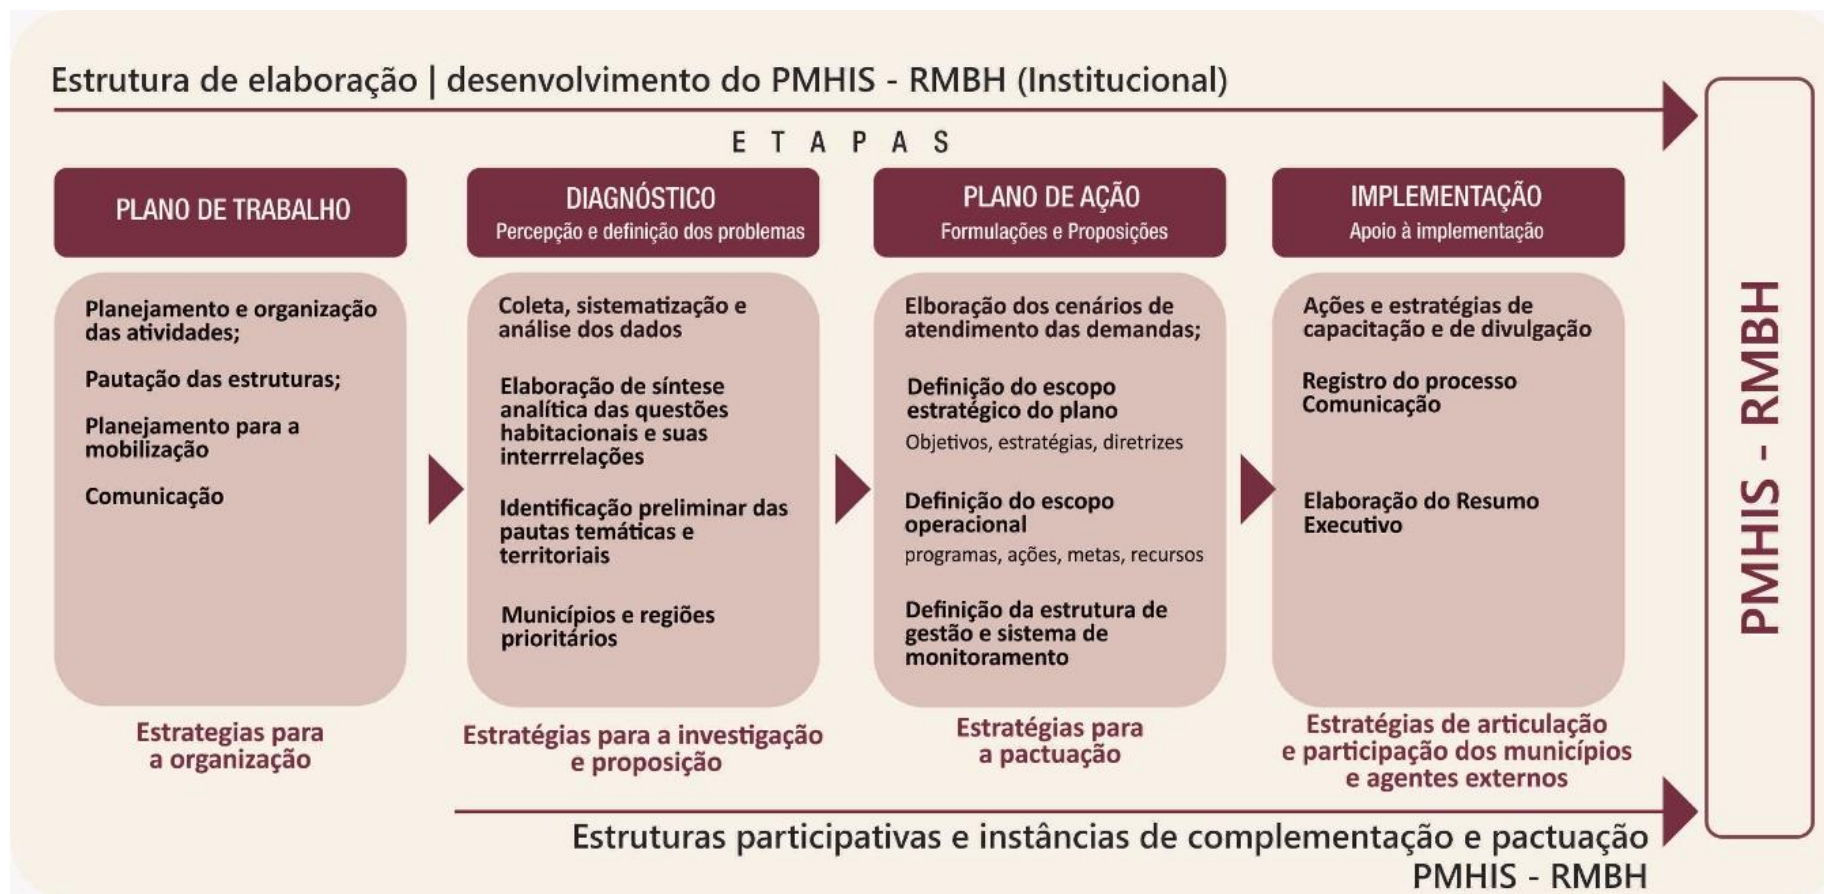 Estrutura de elaboração | desenvolvimento do PMHIS - RMBH (Institucional)
E T A P A S
PLANO DE TRABALHO
Planejamento e organização
das atividades;
Pautação das estruturas;
Planejamento para a
mobilização
Comunicação
Estrategias para
a organização
DIAGNÓSTICO
Percepção e definição dos problemas
Coleta, sistematização e
análise dos dados
Elaboração de síntese
analítica das questões
habitacionais e suas
interrrelações
Identificação preliminar das
pautas temáticas e
territoriais
Municípios e regiões
prioritários
Estratégias para a investigação
e proposição
PLANO DE AÇÃO
Formulações e Proposições
Elboração dos cenários de
atendimento das demandas;
Definição do escopo
estratégico do plano
Objetivos, estratégias, diretrizes
Definição do escopo
operacional
programas, ações, metas, recursos
Definição da estrutura de
gestão e sistema de
monitoramento
Estratégias para
a pactuação
IMPLEMENTAÇÃO
Apoio à implementação
Ações e estratégias de
capacitação e de divulgação
Registro do processo
Comunicação
Elaboração do Resumo
Executivo
Estratégias de articulação
e participação dos municípios
e agentes externos
Estruturas participativas e instâncias de complementação e pactuação
PMHIS - RMBH
PMHIS - RMBH